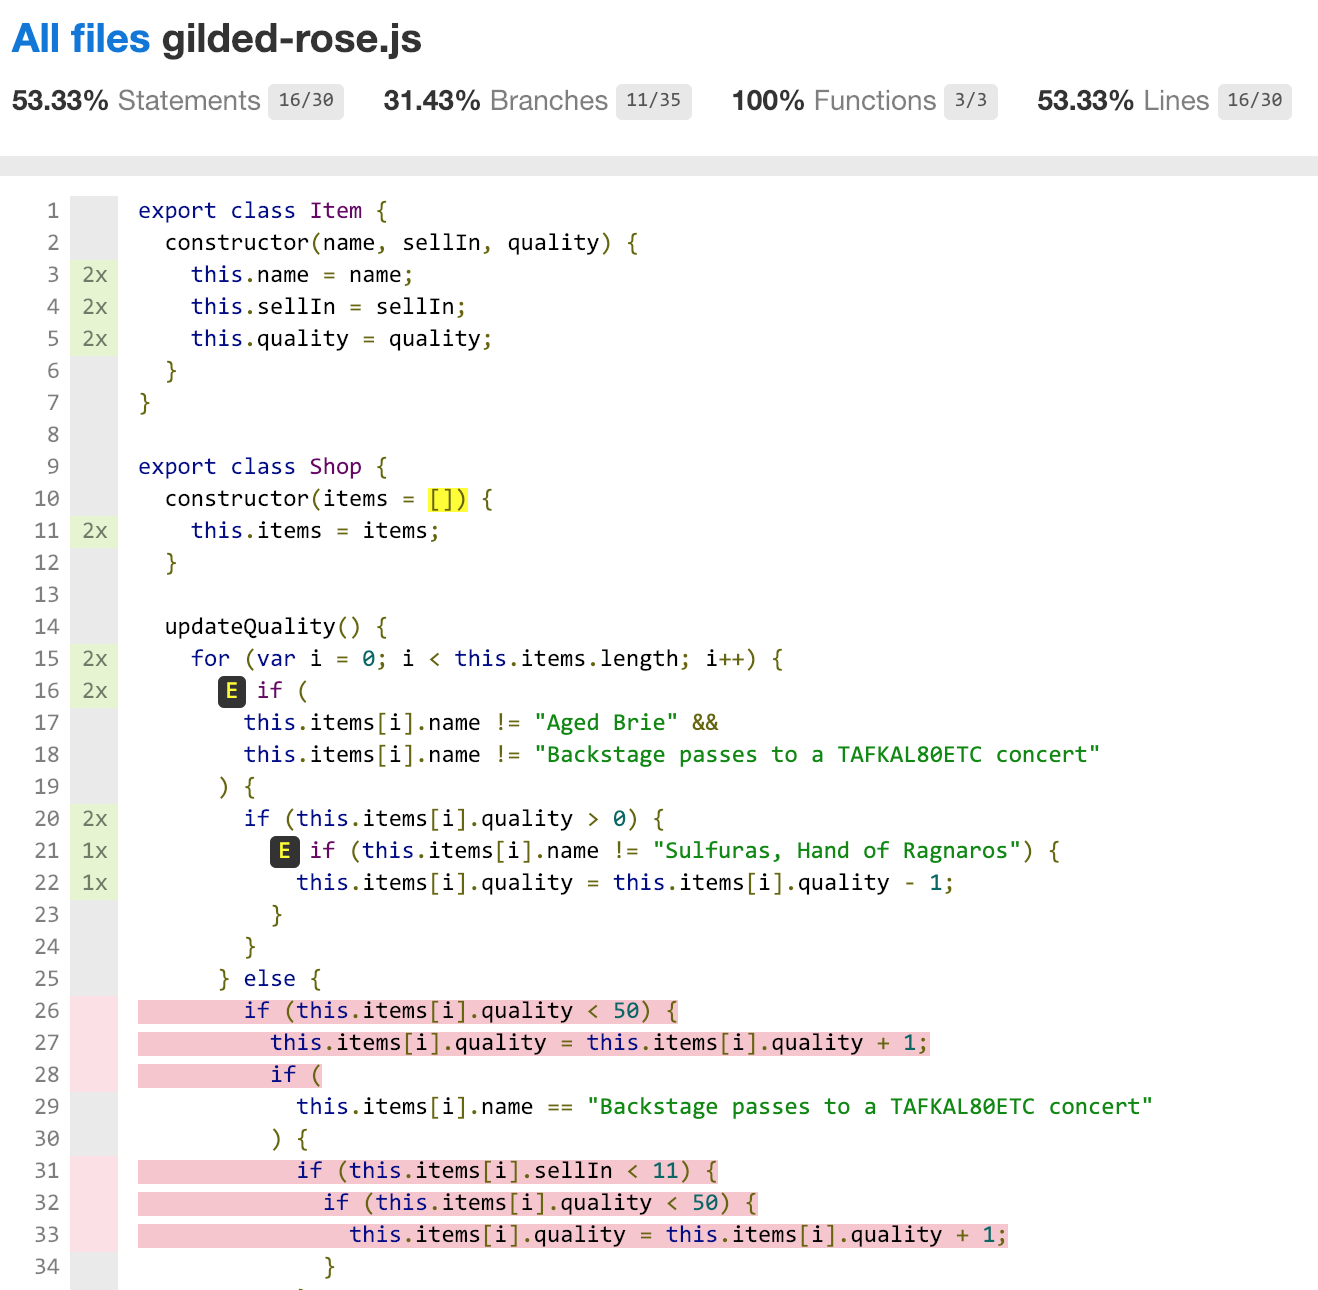 All files gilded-rose.js
53.33% Statements 16/30 31.43% Branches 11/35 100% Functions 3/3 53.33% Lines 16/30
1 export class Item {
2 constructor(name, sellIn, quality) {
3 2x this.name = name;
4 2x this.sellIn = sellIn;
5 2x this.quality = quality;
6 }
7 }
8
9 export class Shop {
10 constructor(items = []) {
11 2x this.items = items;
12 }
13
14 updateQuality() {
15 2x for (var i = 0; i < this.items.length; i++) {
16 2x E if (
17 this.items[i].name != "Aged Brie" &&
18 this.items[i].name != "Backstage passes to a TAFKAL80ETC concert"
19 ) {
20 2x if (this.items[i].quality > 0) {
21 1x E if (this.items[i].name != "Sulfuras, Hand of Ragnaros") {
22 1x this.items[i].quality = this.items[i].quality - 1;
23 }
24 }
25 } else {
26 if (this.items[i].quality < 50) {
27 this.items[i].quality = this.items[i].quality + 1;
28 if (
29 this.items[i].name == "Backstage passes to a TAFKAL80ETC concert"
30 ) {
31 if (this.items[i].sellIn < 11) {
32 if (this.items[i].quality < 50) {
33 this.items[i].quality = this.items[i].quality + 1;
34 }